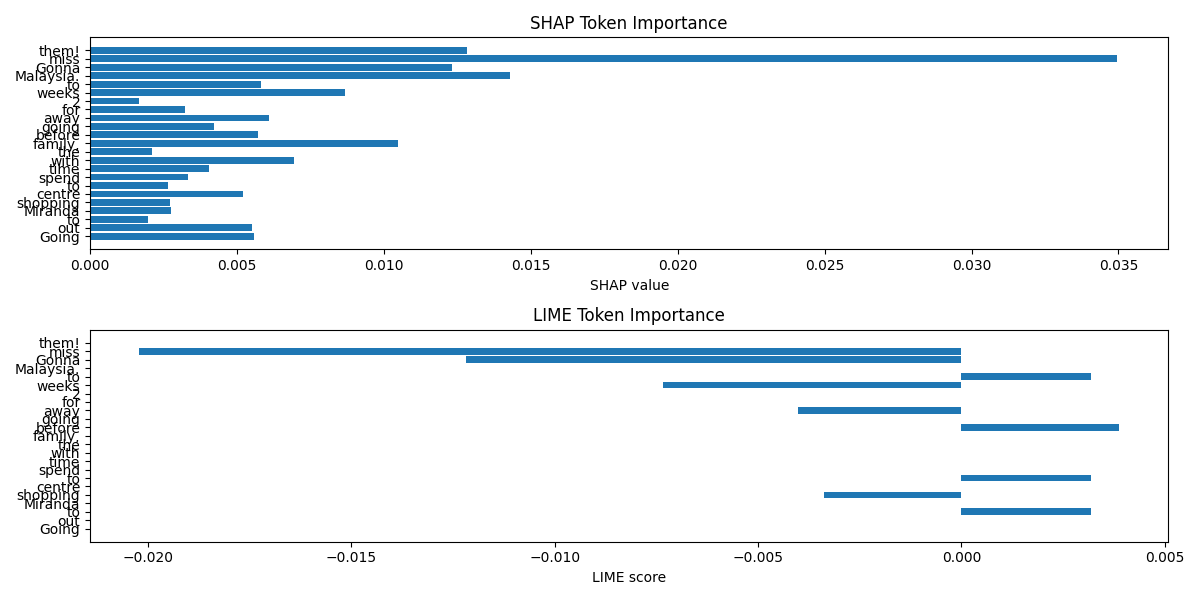 SHAP Token Importance
them!
miss
Gonna
Malaysia.
to
weeks
2
for
away
going
before
family,
the
with
time
spend
to
centre
shopping
Miranda
to
out
Going
0.000 0.005 0.010 0.015 0.020 0.025 0.030 0.035
SHAP value
LIME Token Importance
them!
miss
Gonna
Malaysia.
to
weeks
2
for
away
going
before
family,
the
with
time
spend
to
centre
shopping
Miranda
to
out
Going
−0.020 −0.015 −0.010 −0.005 0.000 0.005
LIME score